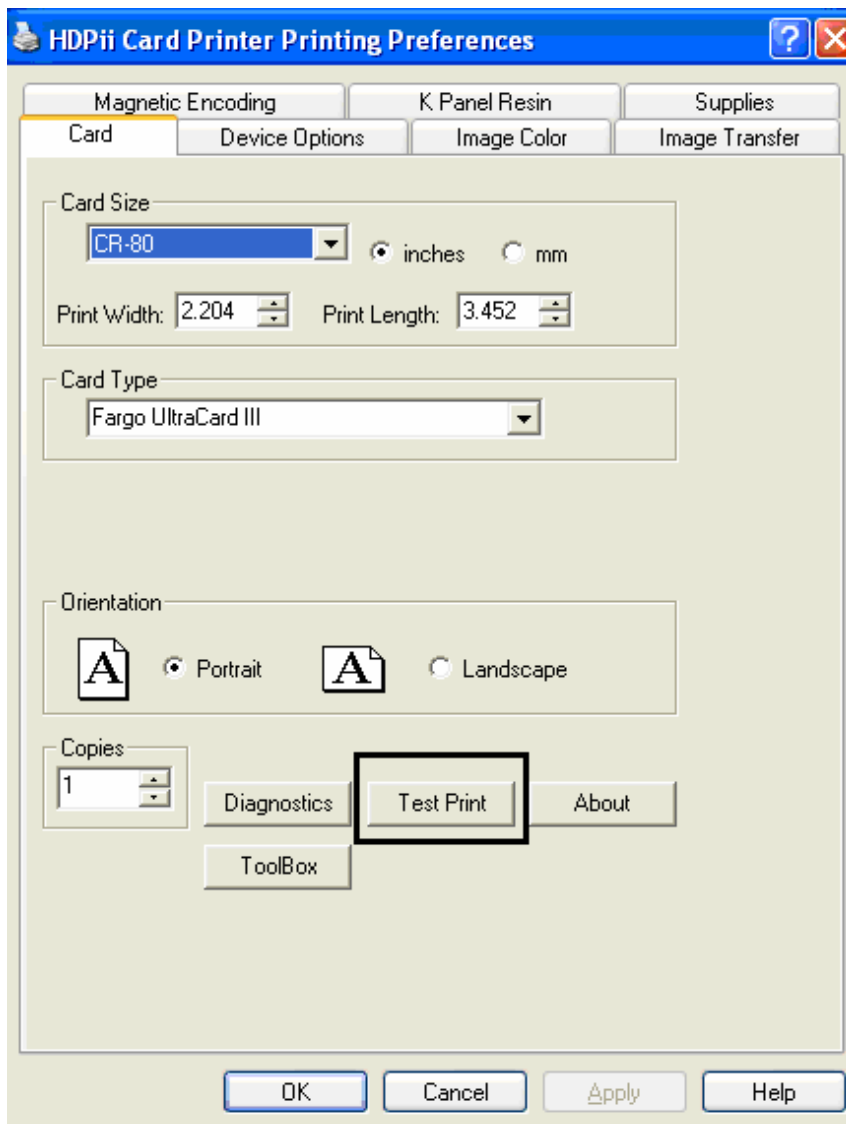 HDPii Card Printer Printing Preferences
Magnetic Encoding K Panel Resin Supplies
Card Device Options Image Color Image Transfer
Card Size
CR-80 inches mm
Print Width: 2.204 Print Length: 3.452
Card Type
Fargo UltraCard III
Orientation
A Portrait A Landscape
Copies
1
Diagnostics Test Print About
ToolBox
OK Cancel Apply Help